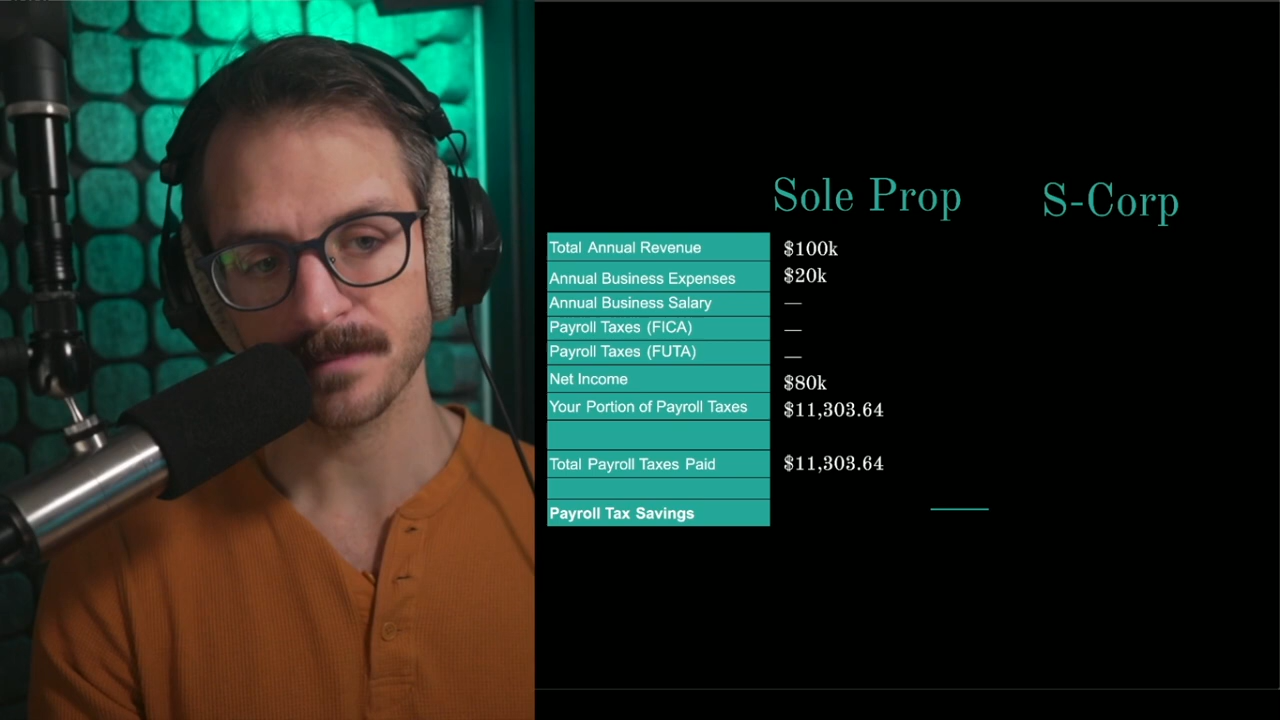 Sole Prop S-Corp
Total Annual Revenue $100k
Annual Business Expenses $20k
Annual Business Salary —
Payroll Taxes (FICA) —
Payroll Taxes (FUTA) —
Net Income $80k
Your Portion of Payroll Taxes $11,303.64
Total Payroll Taxes Paid $11,303.64
Payroll Tax Savings